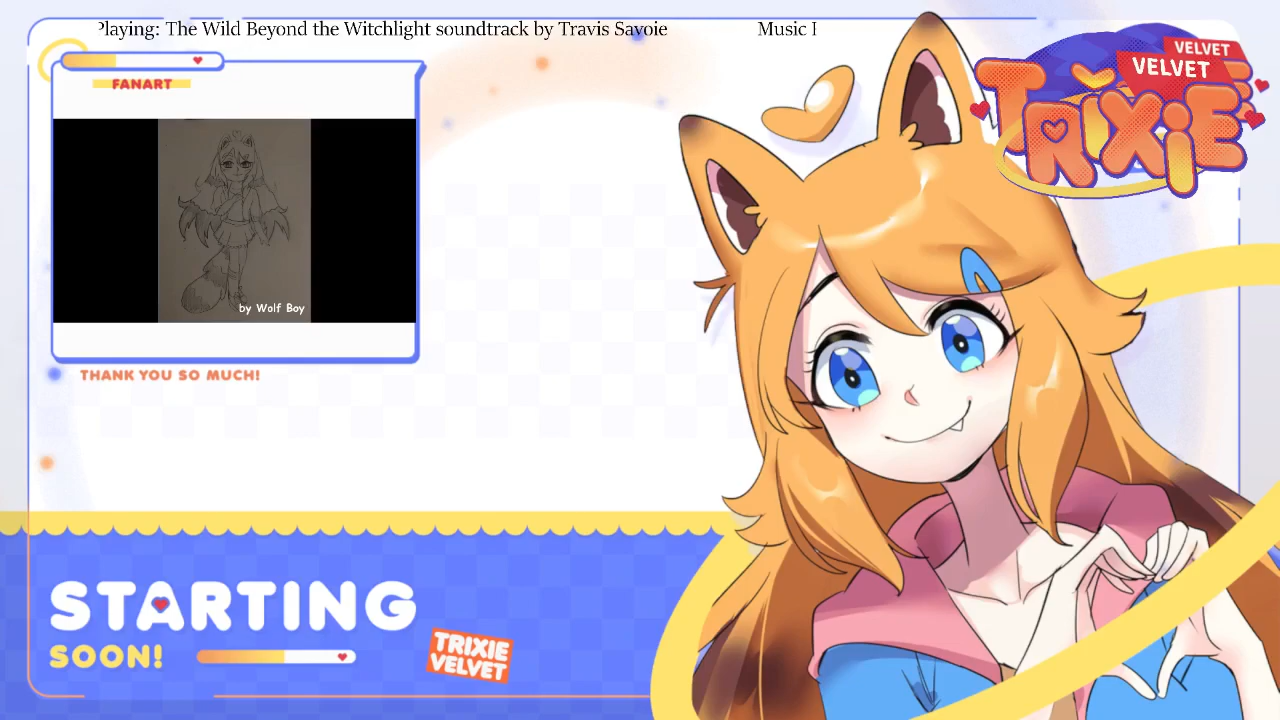 Playing: The Wild Beyond the Witchlight soundtrack by Travis Savoie
Music
VELVET
VELVET
TRIXIE
FANART
by Wolf Boy
THANK YOU SO MUCH!
STARTING
SOON!
TRIXIE
VELVET